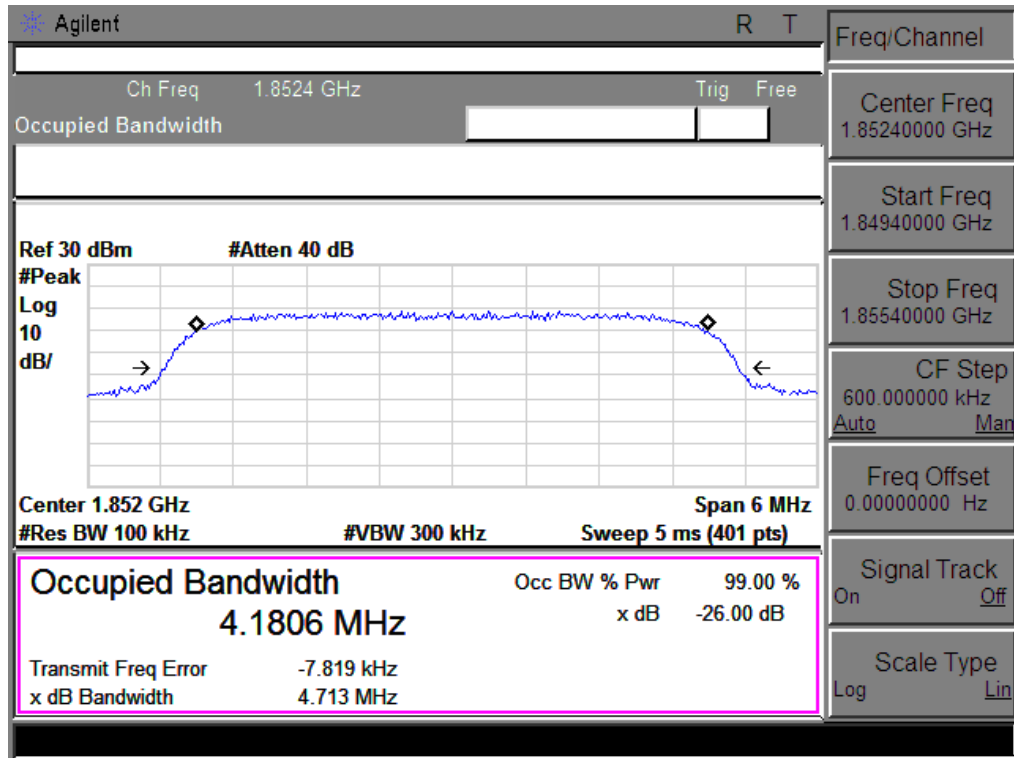 Agilent R T
Freq/Channel
Ch Freq 1.8524 GHz Trig Free
Occupied Bandwidth
Center Freq
1.85240000 GHz
Start Freq
1.84940000 GHz
Stop Freq
1.85540000 GHz
CF Step
600.000000 kHz
Auto Man
Freq Offset
0.00000000 Hz
Signal Track
On Off
Scale Type
Log Lin
Ref 30 dBm #Atten 40 dB
#Peak
Log
10
dB/
Center 1.852 GHz Span 6 MHz
#Res BW 100 kHz #VBW 300 kHz Sweep 5 ms (401 pts)
Occupied Bandwidth Occ BW % Pwr 99.00 %
4.1806 MHz x dB -26.00 dB
Transmit Freq Error -7.819 kHz
x dB Bandwidth 4.713 MHz